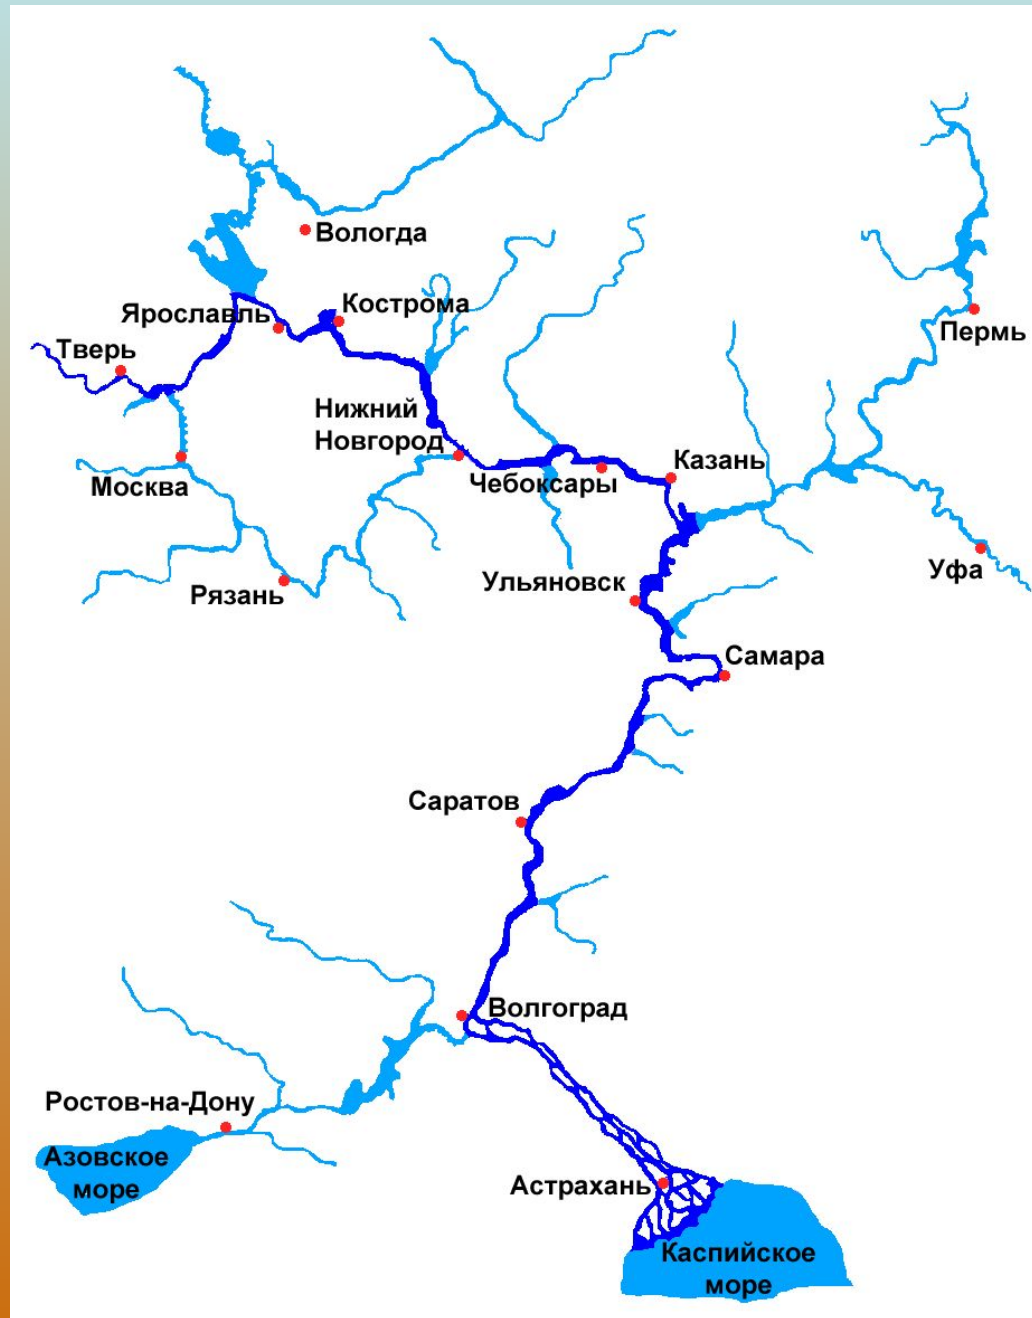 Вологда
Кострома
Ярославль
Тверь
Пермь
Нижний
Новгород
Казань
Чебоксары
Москва
Уфа
Ульяновск
Рязань
Самара
Саратов
Волгоград
Ростов-на-Дону
Азовское
море
Астрахань
Каспийское
море